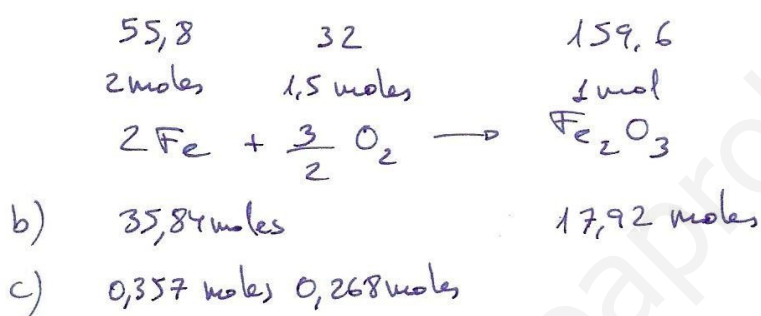 55,8 32 159,6
2 moles 1,5 moles 1 mol
2 Fe + 3/2 O₂ → Fe₂O₃
b) 35,84 moles 17,92 moles
c) 0,357 moles 0,268 moles